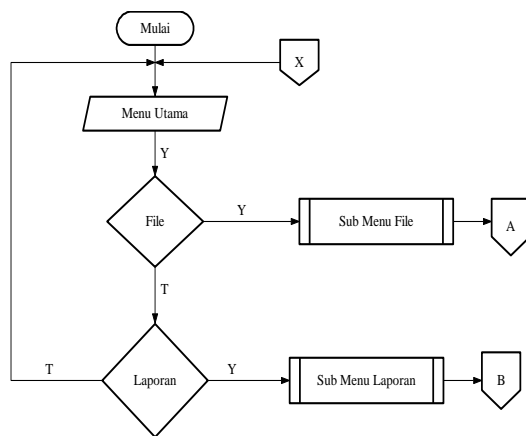 Mulai
X
Menu Utama
Y
File
Y
Sub Menu File
A
T
T
Laporan
Y
Sub Menu Laporan
B